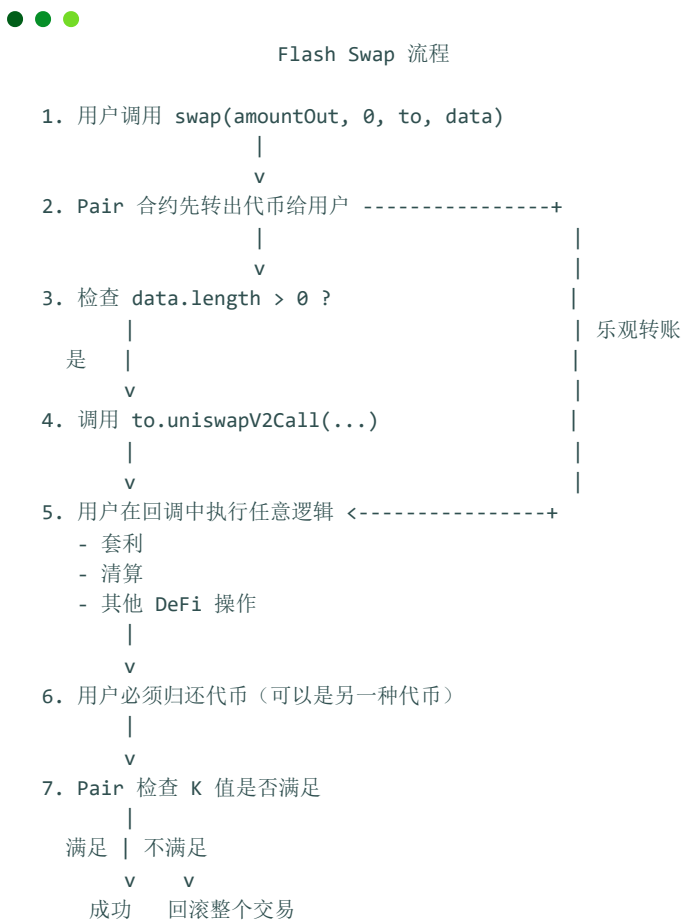 Flash Swap 流程
1. 用户调用 swap(amountOut, 0, to, data)
|
v
2. Pair 合约先转出代币给用户 ----------------+
| |
v |
3. 检查 data.length > 0 ? |
| | 乐观转账
是 | |
v |
4. 调用 to.uniswapV2Call(...) |
| |
v |
5. 用户在回调中执行任意逻辑 <----------------+
- 套利
- 清算
- 其他 DeFi 操作
|
v
6. 用户必须归还代币（可以是另一种代币）
|
v
7. Pair 检查 K 值是否满足
|
满足 | 不满足
v v
成功 回滚整个交易